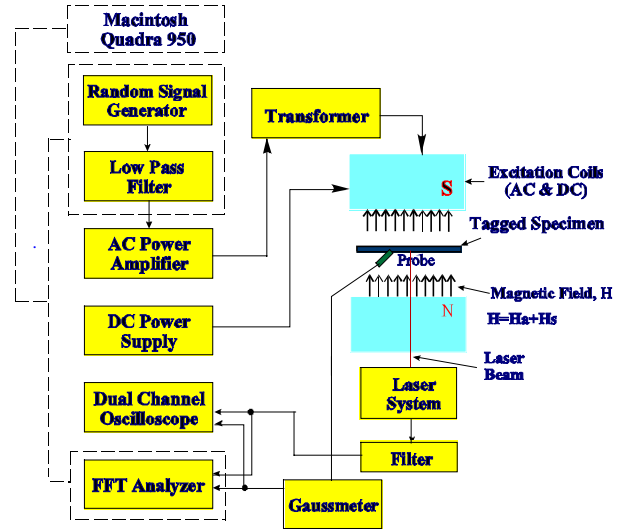 Macintosh
Quadra 950
Random Signal
Generator
Transformer
Low Pass
Filter
S
Excitation Coils
(AC & DC)
Tagged Specimen
AC Power
Amplifier
Probe
Magnetic Field, H
H=Ha+Hs
N
DC Power
Supply
Laser
Beam
Laser
System
Dual Channel
Oscilloscope
Filter
FFT Analyzer
Gaussmeter